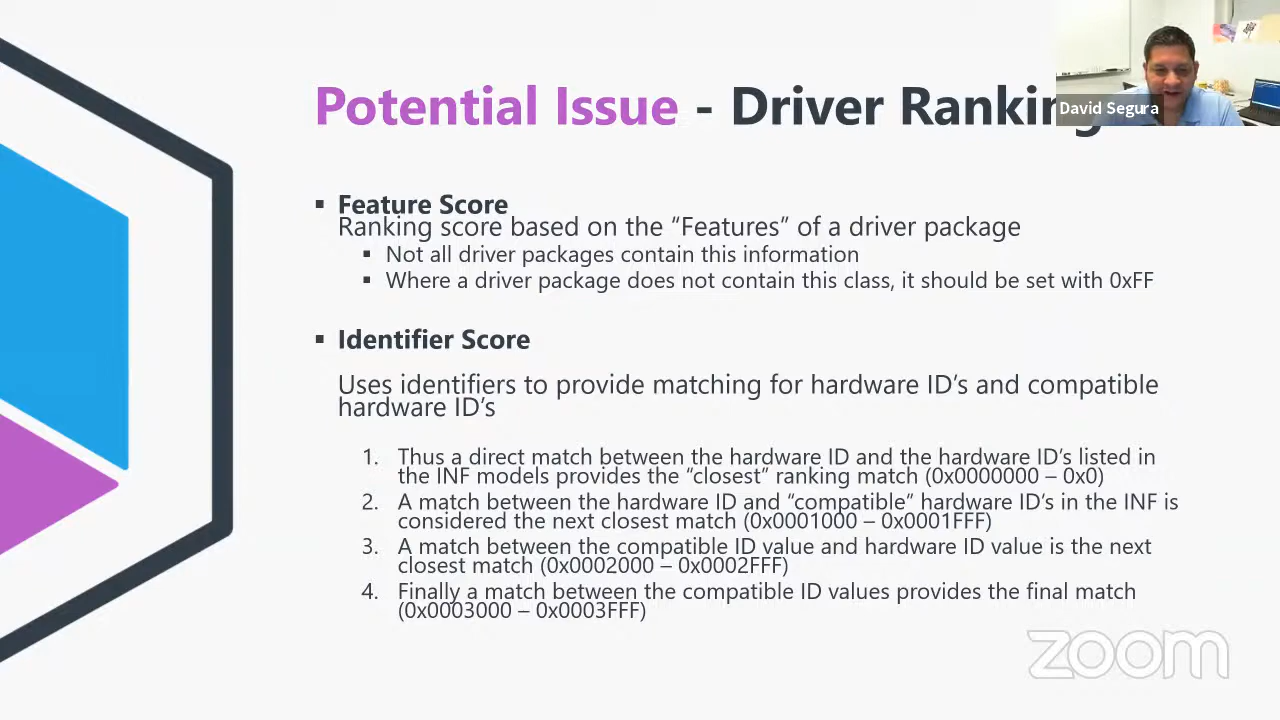 Potential Issue - Driver Ranking
David Segura
▪ Feature Score
Ranking score based on the “Features” of a driver package
▪ Not all driver packages contain this information
▪ Where a driver package does not contain this class, it should be set with 0xFF
▪ Identifier Score
Uses identifiers to provide matching for hardware ID’s and compatible
hardware ID’s
1. Thus a direct match between the hardware ID and the hardware ID’s listed in
the INF models provides the “closest” ranking match (0x0000000 – 0x0)
2. A match between the hardware ID and “compatible” hardware ID’s in the INF is
considered the next closest match (0x0001000 – 0x0001FFF)
3. A match between the compatible ID value and hardware ID value is the next
closest match (0x0002000 – 0x0002FFF)
4. Finally a match between the compatible ID values provides the final match
(0x0003000 – 0x0003FFF)
zoom